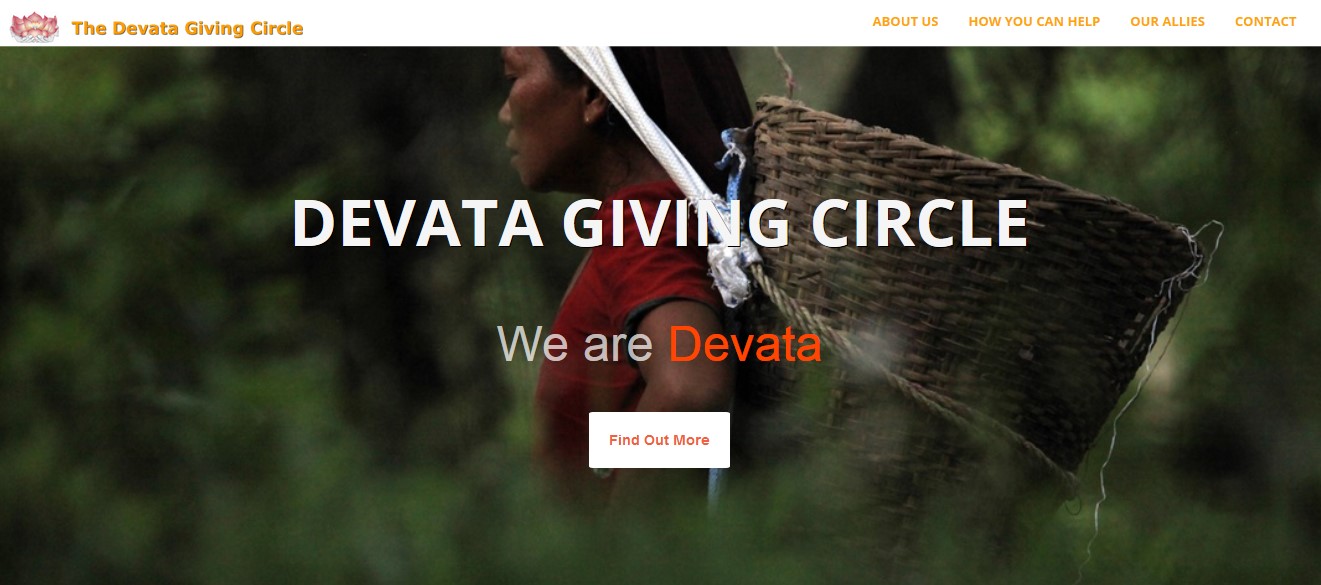 The Devata Giving Circle
ABOUT US HOW YOU CAN HELP OUR ALLIES CONTACT
DEVATA GIVING CIRCLE
We are Devata
Find Out More